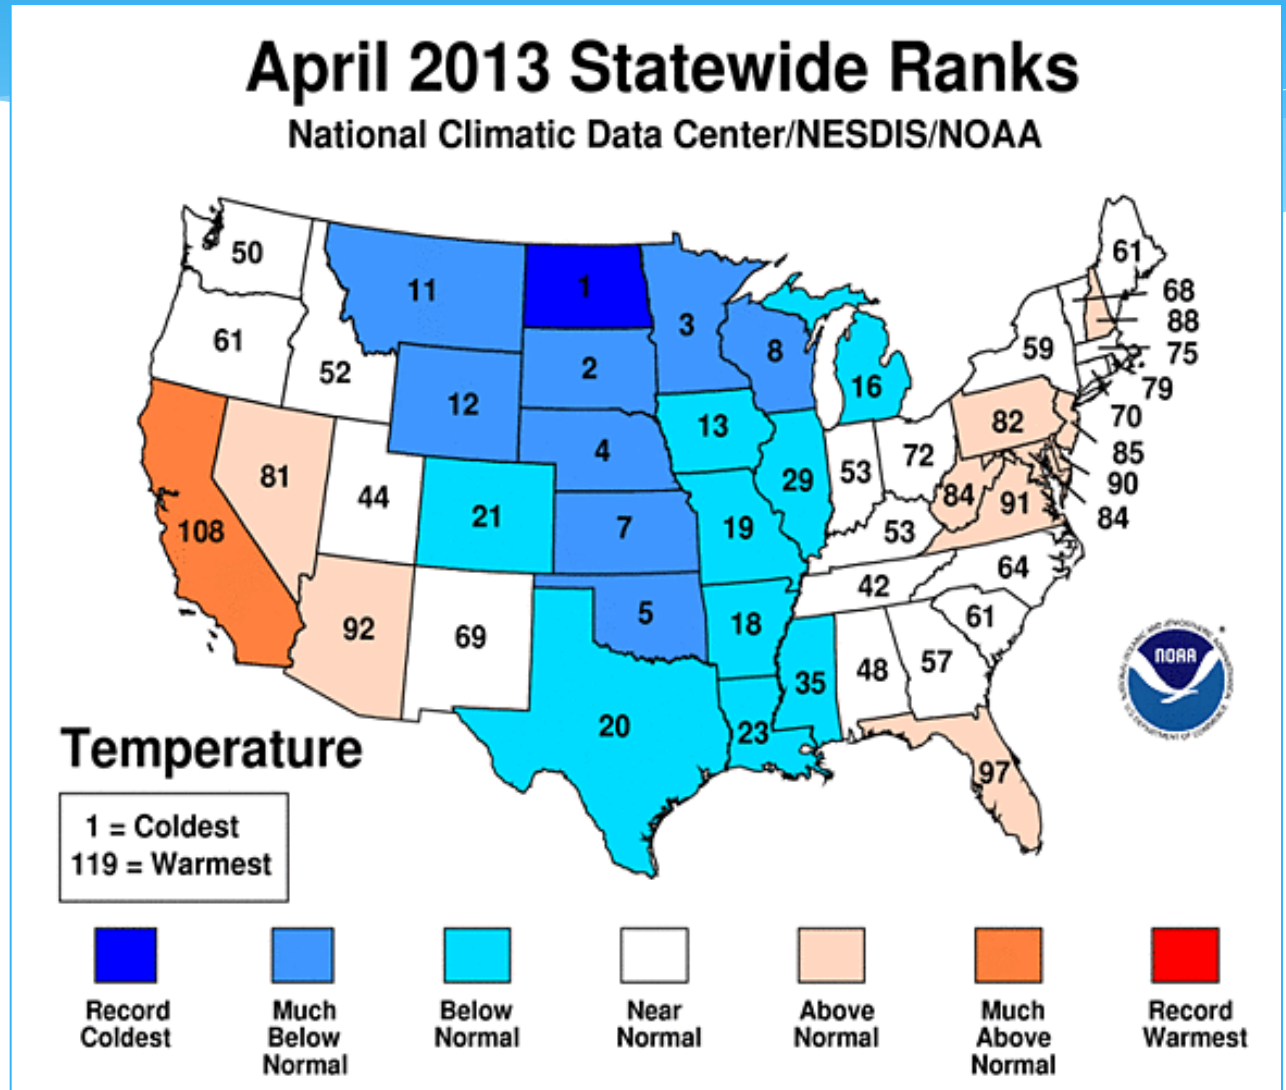 April 2013 Statewide Ranks
National Climatic Data Center/NESDIS/NOAA
50
11
1
3
61
68
88
75
79
70
85
90
84
61
52
12
2
8
16
59
4
13
82
81
44
21
7
19
29
53
72
84
91
108
53
64
92
69
5
18
42
61
20
23
35
48
57
97
NOAA
Temperature
1 = Coldest
119 = Warmest
Record
Coldest
Much
Below
Normal
Below
Normal
Near
Normal
Above
Normal
Much
Above
Normal
Record
Warmest